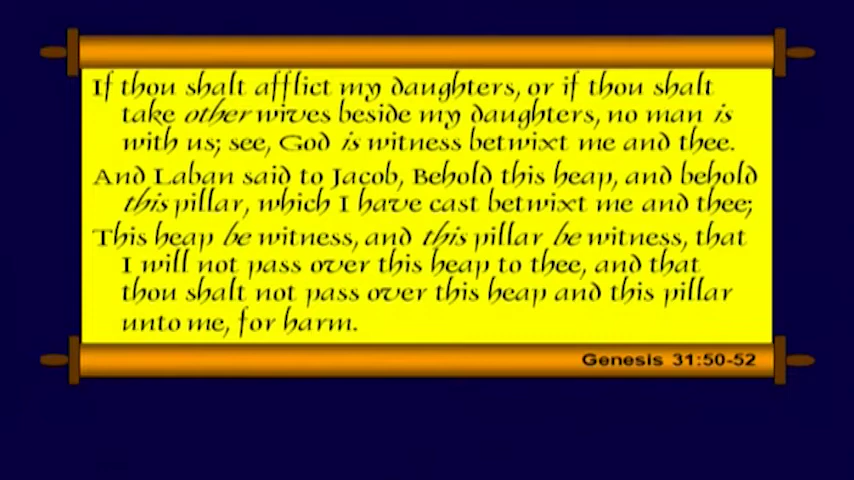 If thou shalt afflict my daughters, or if thou shalt
take other wives beside my daughters, no man is
with us; see, God is witness betwixt me and thee.
And Laban said to Jacob, Behold this heap, and behold
this pillar, which I have cast betwixt me and thee;
This heap be witness, and this pillar be witness, that
I will not pass over this heap to thee, and that
thou shalt not pass over this heap and this pillar
unto me, for harm.
Genesis 31:50-52